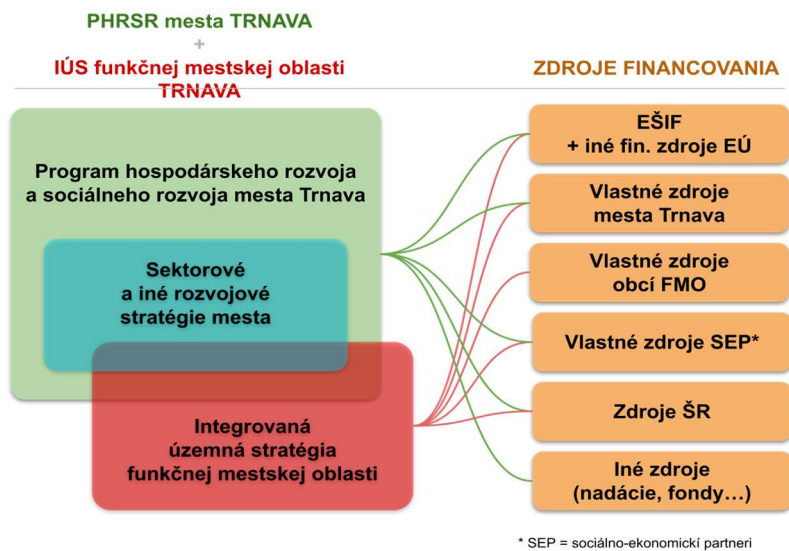 PHRSR mesta TRNAVA
+
IÚS funkčnej mestskej oblasti
TRNAVA
ZDROJE FINANCOVANIA
Program hospodárskeho rozvoja
a sociálneho rozvoja mesta Trnava
Sektorové
a iné rozvojové
stratégie mesta
Integrovaná
územná stratégia
funkčnej mestskej oblasti
EŠIF
+ iné fin. zdroje EÚ
Vlastné zdroje
mesta Trnava
Vlastné zdroje
obcí FMO
Vlastné zdroje SEP*
Zdroje ŠR
Iné zdroje
(nadácie, fondy…)
* SEP = sociálno-ekonomickí partneri